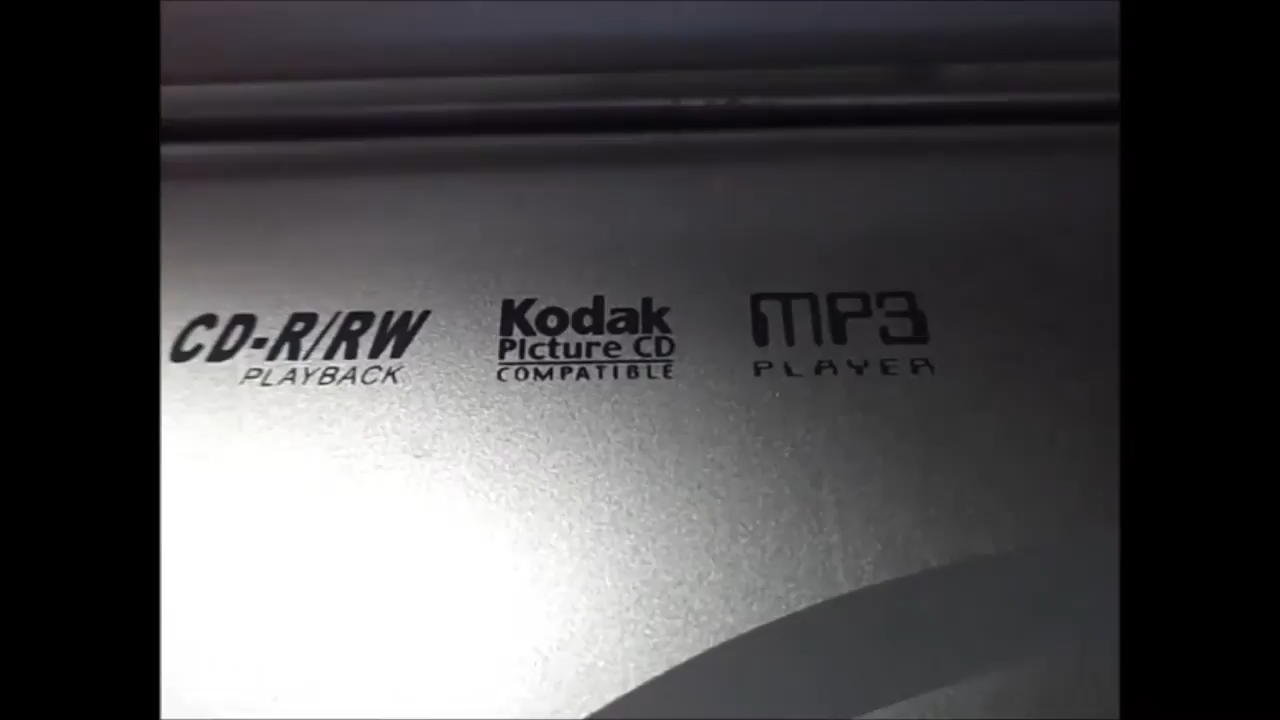 CD-R/RW
PLAYBACK
Kodak
Picture CD
COMPATIBLE
MP3
PLAYER